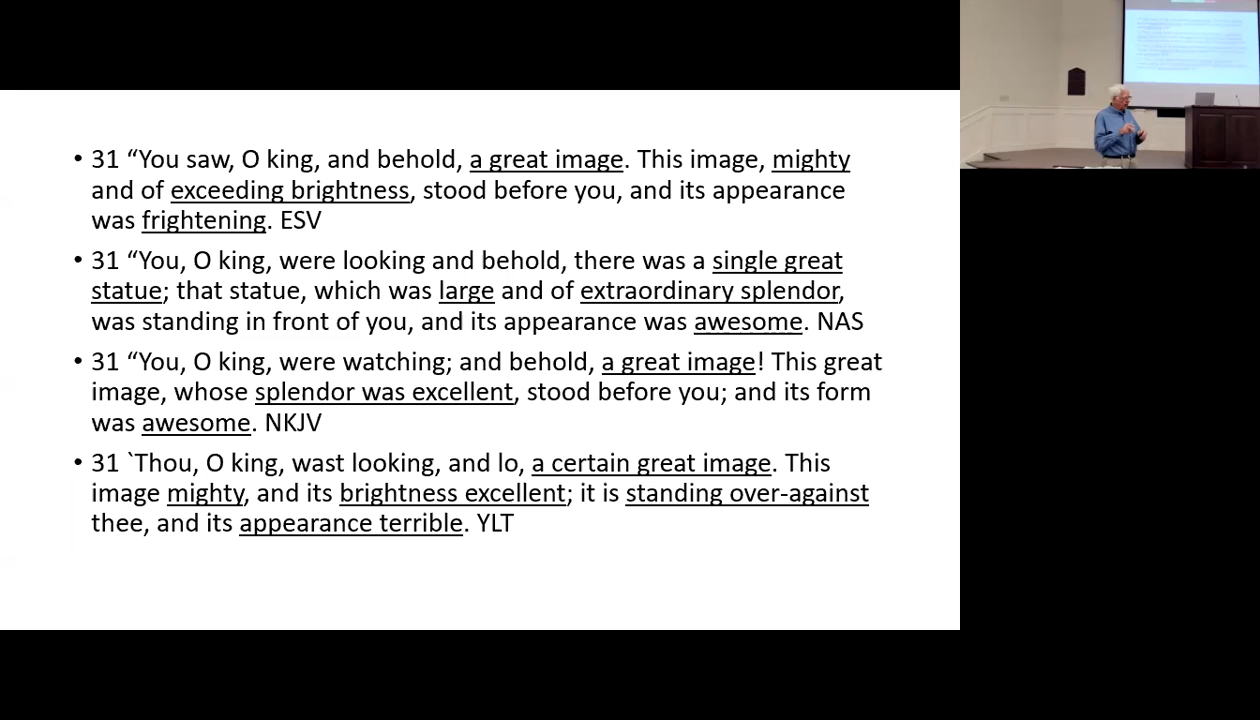 • 31 “You saw, O king, and behold, a great image. This image, mighty
and of exceeding brightness, stood before you, and its appearance
was frightening. ESV
• 31 “You, O king, were looking and behold, there was a single great
statue; that statue, which was large and of extraordinary splendor,
was standing in front of you, and its appearance was awesome. NAS
• 31 “You, O king, were watching; and behold, a great image! This great
image, whose splendor was excellent, stood before you; and its form
was awesome. NKJV
• 31 `Thou, O king, wast looking, and lo, a certain great image. This
image mighty, and its brightness excellent; it is standing over-against
thee, and its appearance terrible. YLT